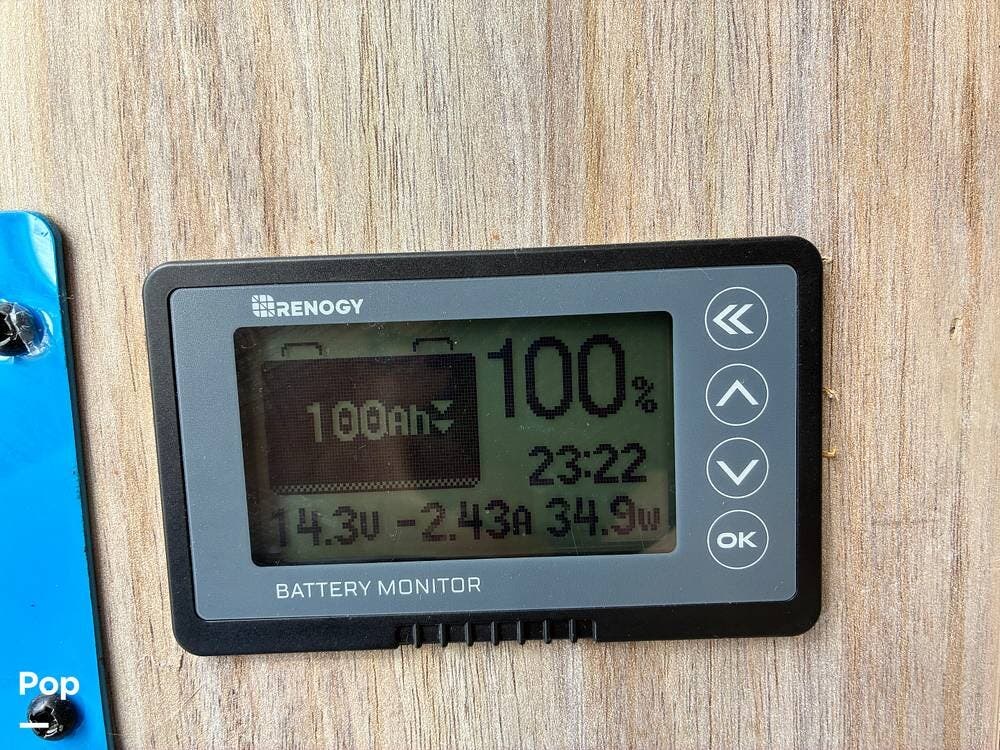 RENOGY
100%
100Ah
23:22
14.3V -2.43A 34.9W
BATTERY MONITOR
OK
Pop